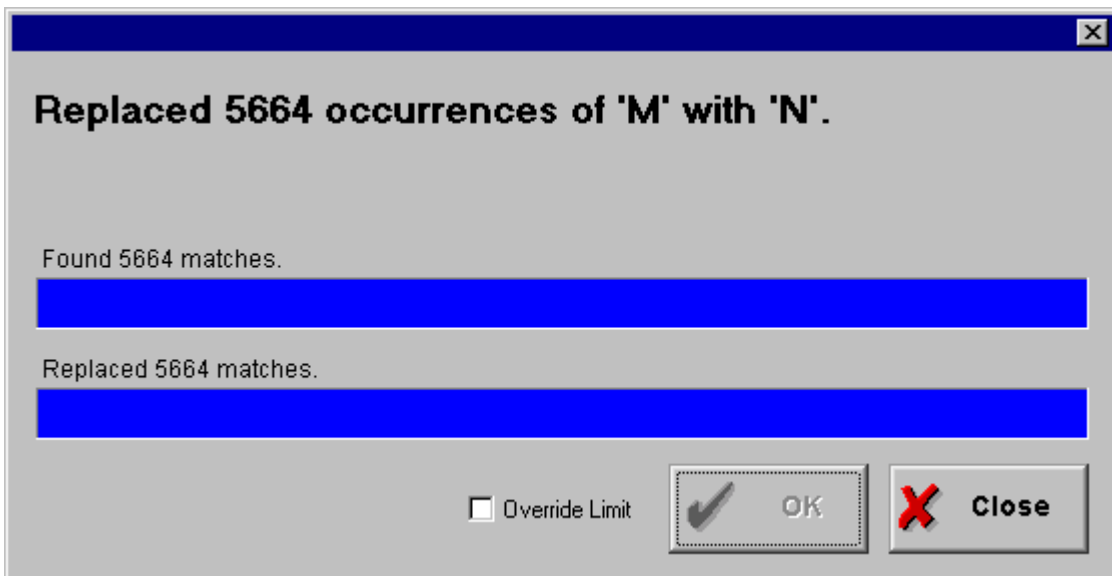 Replaced 5664 occurrences of 'M' with 'N'.
Found 5664 matches.
Replaced 5664 matches.
Override Limit
OK
Close